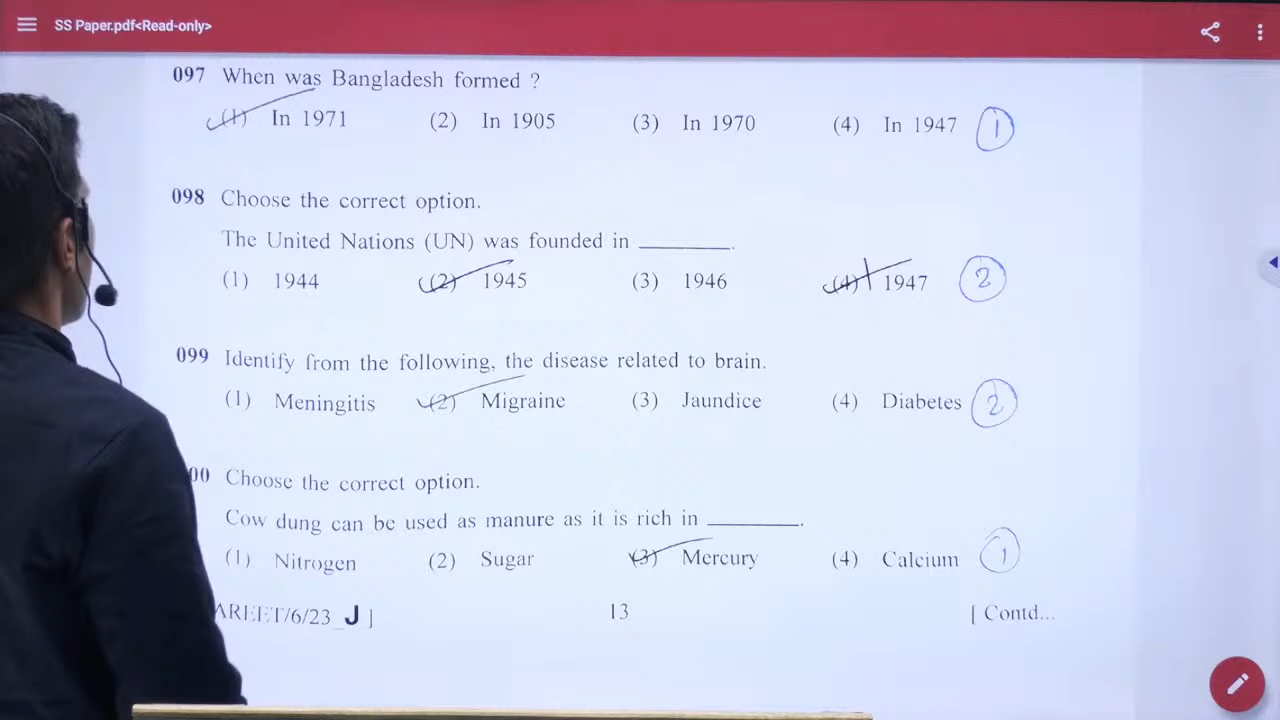 SS Paper.pdf<Read-only>
097 When was Bangladesh formed ?
(1) In 1971 (2) In 1905 (3) In 1970 (4) In 1947 1
098 Choose the correct option.
The United Nations (UN) was founded in ________.
(1) 1944 (2) 1945 (3) 1946 (4) 1947 2
099 Identify from the following, the disease related to brain.
(1) Meningitis (2) Migraine (3) Jaundice (4) Diabetes 2
00 Choose the correct option.
Cow dung can be used as manure as it is rich in ________.
(1) Nitrogen (2) Sugar (3) Mercury (4) Calcium 1
AREET/6/23_J ] 13 [ Contd...